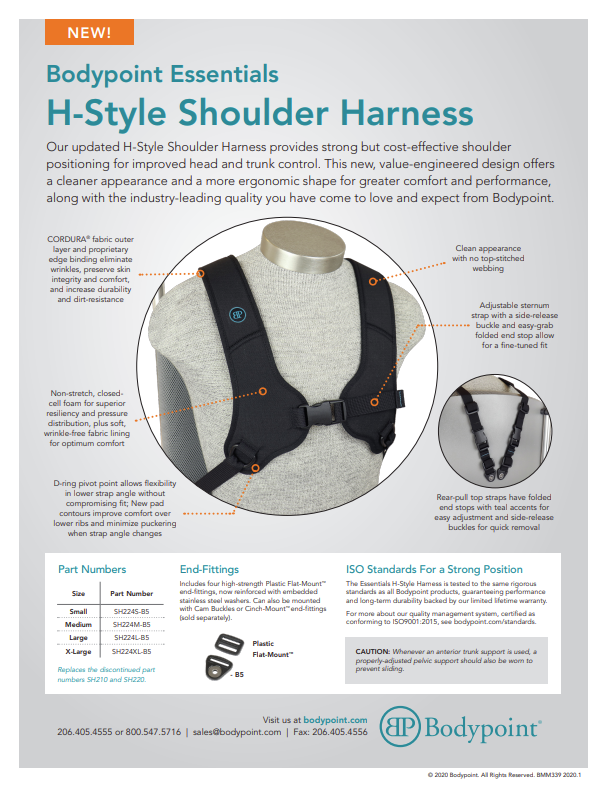 NEW!
Bodypoint Essentials
H-Style Shoulder Harness
Our updated H-Style Shoulder Harness provides strong but cost-effective shoulder
positioning for improved head and trunk control. This new, value-engineered design offers
a cleaner appearance and a more ergonomic shape for greater comfort and performance,
along with the industry-leading quality you have come to love and expect from Bodypoint.
CORDURA® fabric outer
layer and proprietary
edge binding eliminate
wrinkles, preserve skin
integrity and comfort,
and increase durability
and dirt-resistance
Clean appearance
with no top-stitched
webbing
Adjustable sternum
strap with a side-release
buckle and easy-grab
folded end stop allow
for a fine-tuned fit
Non-stretch, closed-
cell foam for superior
resiliency and pressure
distribution, plus soft,
wrinkle-free fabric lining
for optimum comfort
D-ring pivot point allows flexibility
in lower strap angle without
compromising fit; New pad
contours improve comfort over
lower ribs and minimize puckering
when strap angle changes
Rear-pull top straps have folded
end stops with teal accents for
easy adjustment and side-release
buckles for quick removal
Part Numbers
Size Part Number
Small SH224S-B5
Medium SH224M-B5
Large SH224L-B5
X-Large SH224XL-B5
Replaces the discontinued part
numbers SH210 and SH220.
End-Fittings
Includes four high-strength Plastic Flat-Mount™
end-fittings, now reinforced with embedded
stainless steel washers. Can also be mounted
with Cam Buckles or Cinch-Mount™ end-fittings
(sold separately).
Plastic
Flat-Mount™
- B5
ISO Standards For a Strong Position
The Essentials H-Style Harness is tested to the same rigorous
standards as all Bodypoint products, guaranteeing performance
and long-term durability backed by our limited lifetime warranty.
For more about our quality management system, certified as
conforming to ISO9001:2015, see bodypoint.com/standards.
CAUTION: Whenever an anterior trunk support is used, a
properly-adjusted pelvic support should also be worn to
prevent sliding.
Visit us at bodypoint.com
206.405.4555 or 800.547.5716 | sales@bodypoint.com | Fax: 206.405.4556
BP Bodypoint®
© 2020 Bodypoint. All Rights Reserved. BMM339 2020.1